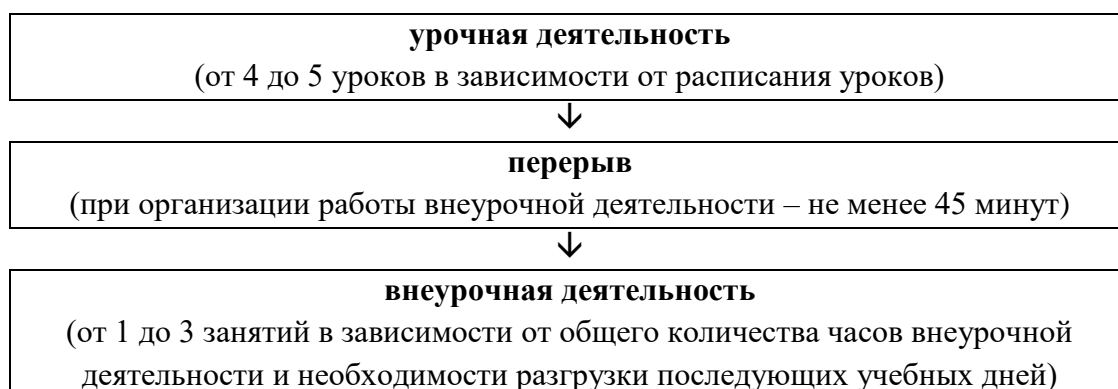 урочная деятельность
(от 4 до 5 уроков в зависимости от расписания уроков)
↓
перерыв
(при организации работы внеурочной деятельности – не менее 45 минут)
↓
внеурочная деятельность
(от 1 до 3 занятий в зависимости от общего количества часов внеурочной
деятельности и необходимости разгрузки последующих учебных дней)